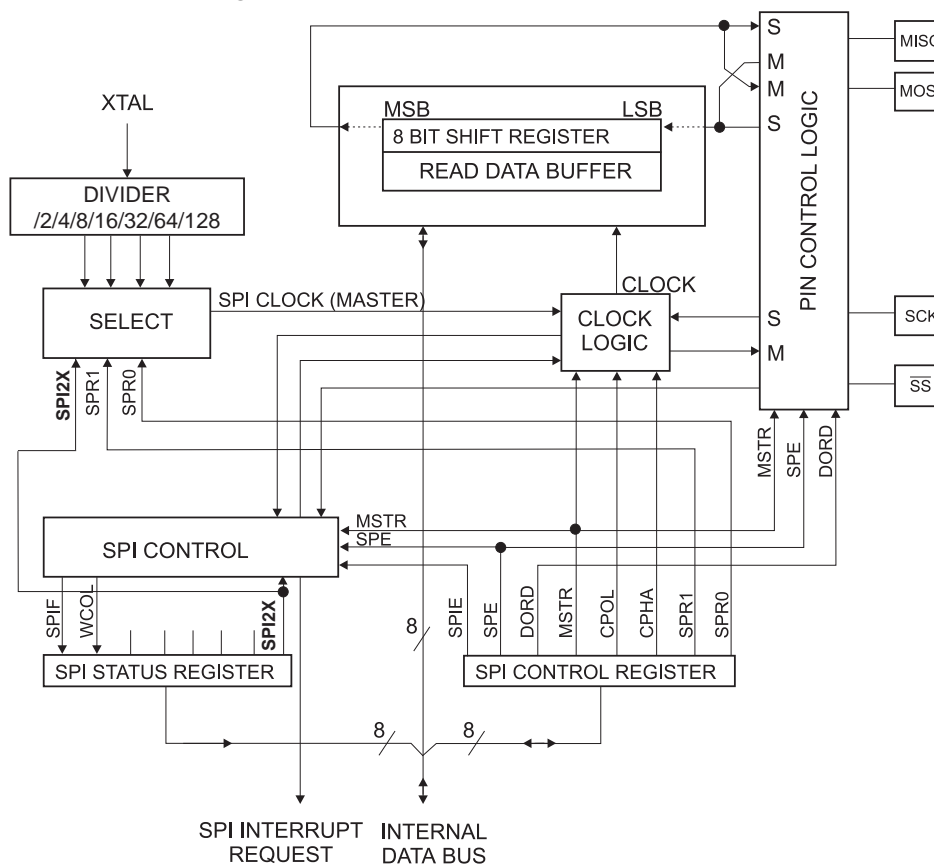 S
MISO
M
MOSI
M
S
XTAL
MSB
LSB
8 BIT SHIFT REGISTER
READ DATA BUFFER
DIVIDER
/2/4/8/16/32/64/128
PIN CONTROL LOGIC
SPI CLOCK (MASTER)
CLOCK
SELECT
CLOCK
LOGIC
S
M
SCK
SS
SPI2X
SPR1
SPR0
MSTR
SPE
DORD
SPI CONTROL
MSTR
SPE
SPIF
WCOL
SPI2X
8
SPIE
SPE
DORD
MSTR
CPOL
CPHA
SPR1
SPR0
SPI STATUS REGISTER
SPI CONTROL REGISTER
8
8
SPI INTERRUPT
REQUEST
INTERNAL
DATA BUS